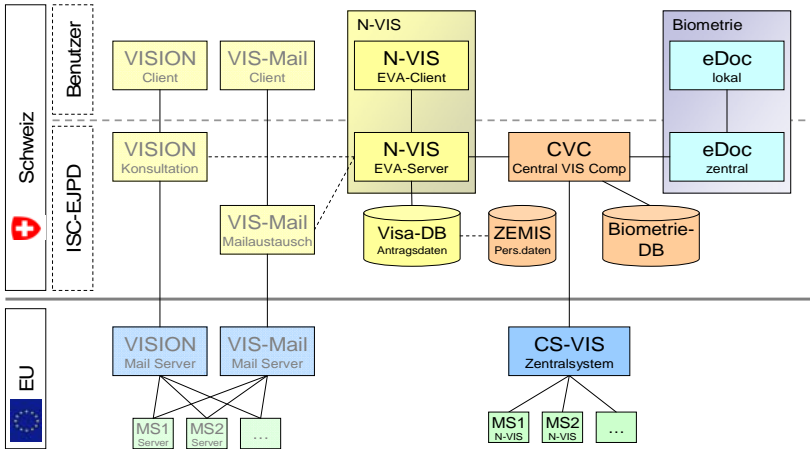 N-VIS
Biometrie
Schweiz
Benutzer
VISION
Client
VIS-Mail
Client
N-VIS
EVA-Client
eDoc
lokal
ISC-EJPD
VISION
Konsultation
N-VIS
EVA-Server
CVC
Central VIS Comp
eDoc
zentral
VIS-Mail
Mailaustausch
Visa-DB
Antragsdaten
ZEMIS
Pers.daten
Biometrie-
DB
EU
VISION
Mail Server
VIS-Mail
Mail Server
CS-VIS
Zentralsystem
MS1
Server
MS2
Server
...
MS1
N-VIS
MS2
N-VIS
...